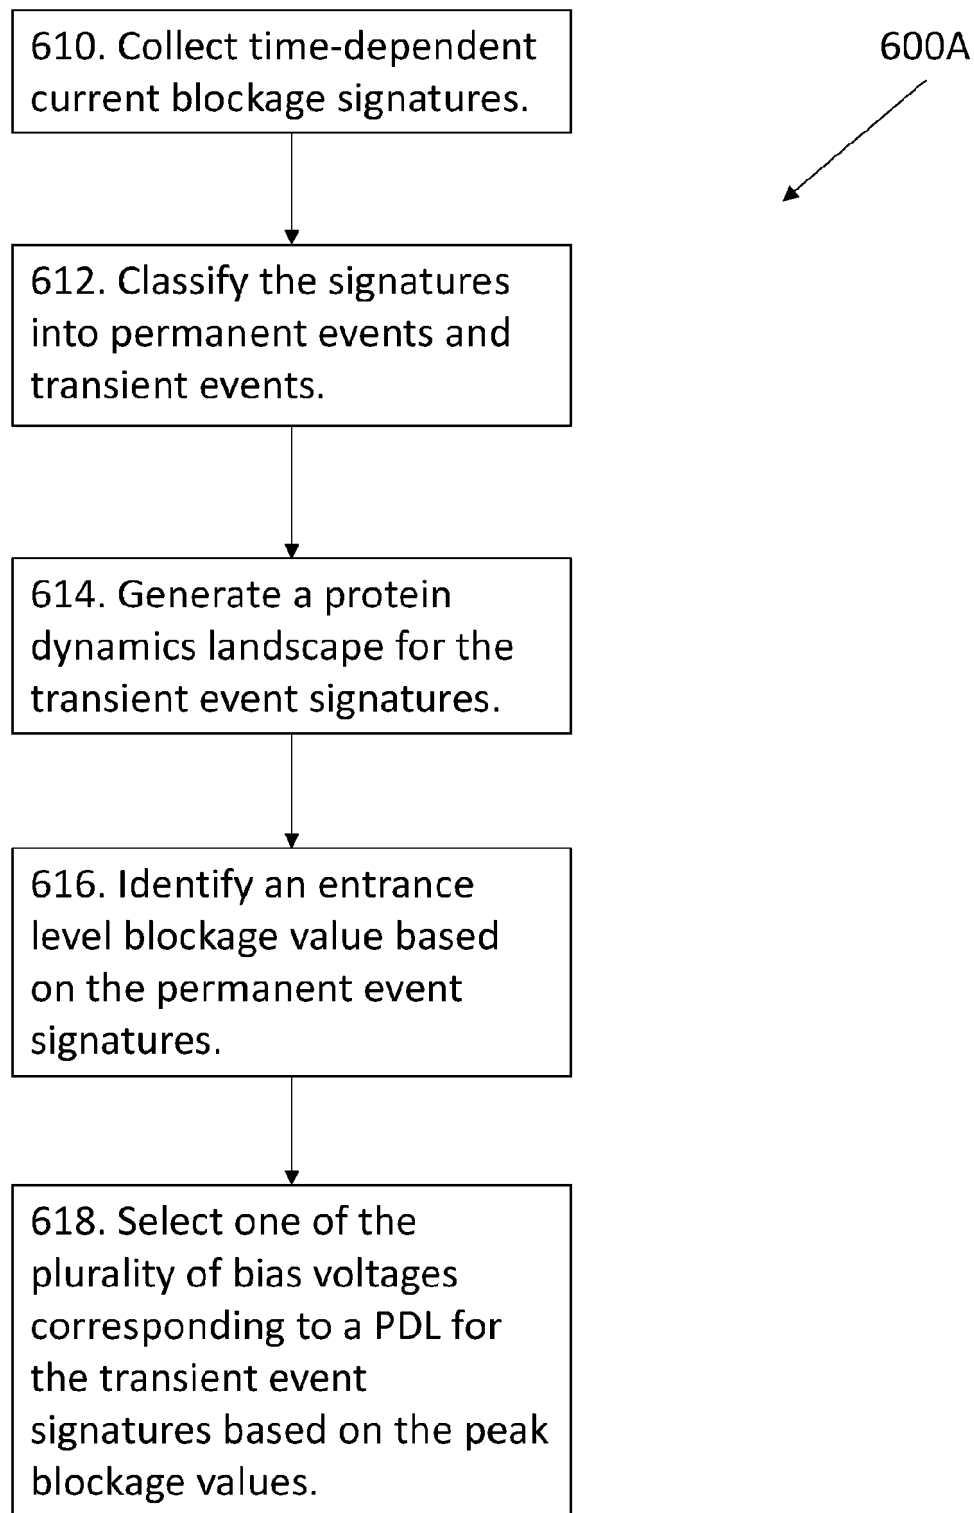 610. Collect time-dependent
current blockage signatures.
600A
612. Classify the signatures
into permanent events and
transient events.
614. Generate a protein
dynamics landscape for the
transient event signatures.
616. Identify an entrance
level blockage value based
on the permanent event
signatures.
618. Select one of the
plurality of bias voltages
corresponding to a PDL for
the transient event
signatures based on the peak
blockage values.